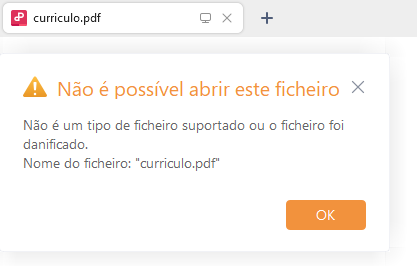 curriculo.pdf
Não é possível abrir este ficheiro
Não é um tipo de ficheiro suportado ou o ficheiro foi
danificado.
Nome do ficheiro: "curriculo.pdf"
OK